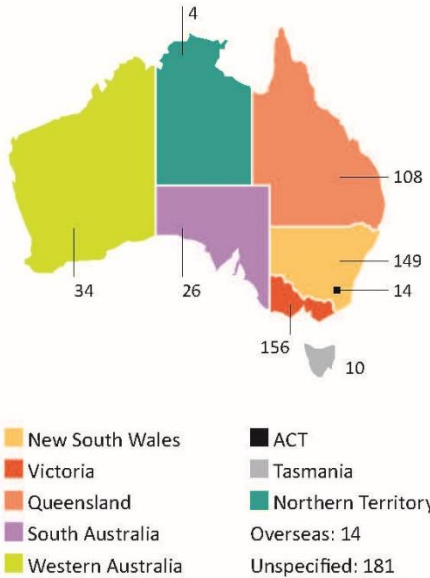 4
108
149
14
34
26
156
10
New South Wales
Victoria
Queensland
South Australia
Western Australia
ACT
Tasmania
Northern Territory
Overseas: 14
Unspecified: 181